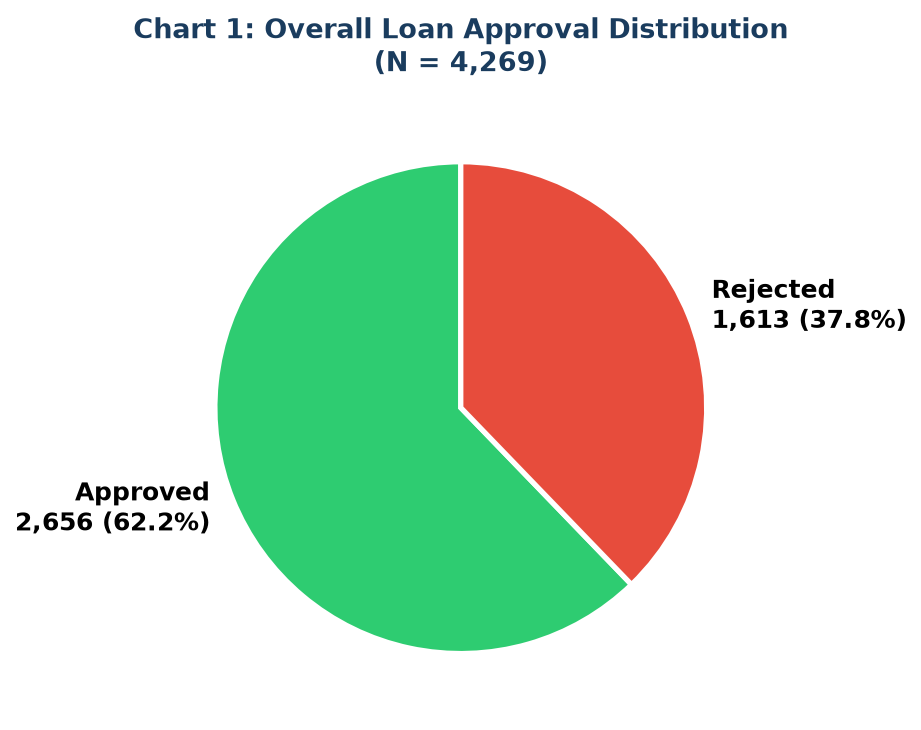 Chart 1: Overall Loan Approval Distribution
(N = 4,269)
Rejected
1,613 (37.8%)
Approved
2,656 (62.2%)